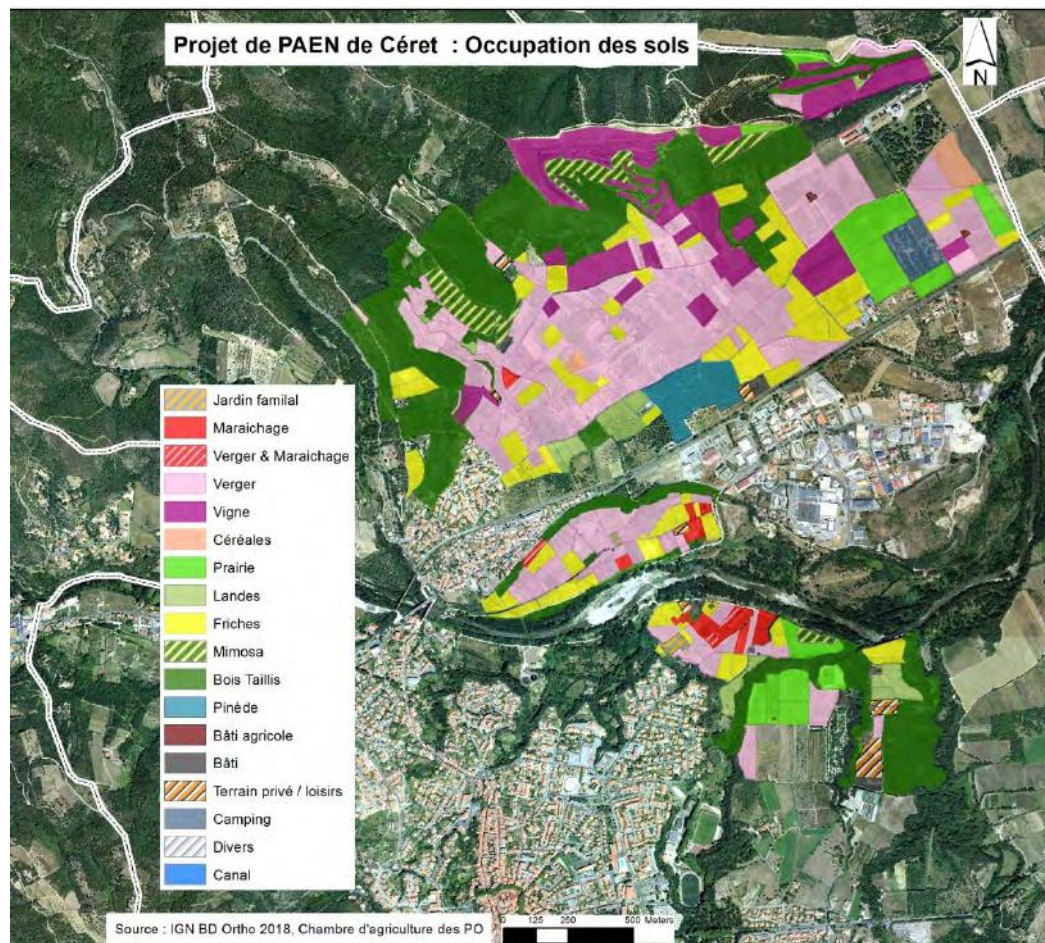 Projet de PAEN de Céret : Occupation des sols
N
Jardin familal
Maraichage
Verger & Maraichage
Verger
Vigne
Céréales
Prairie
Landes
Friches
Mimosa
Bois Taillis
Pinéde
Bâti agricole
Bâti
Terrain privé / loisirs
Camping
Divers
Canal
Source : IGN BD Ortho 2018, Chambre d'agriculture des PO
0 125 250 500 Meters